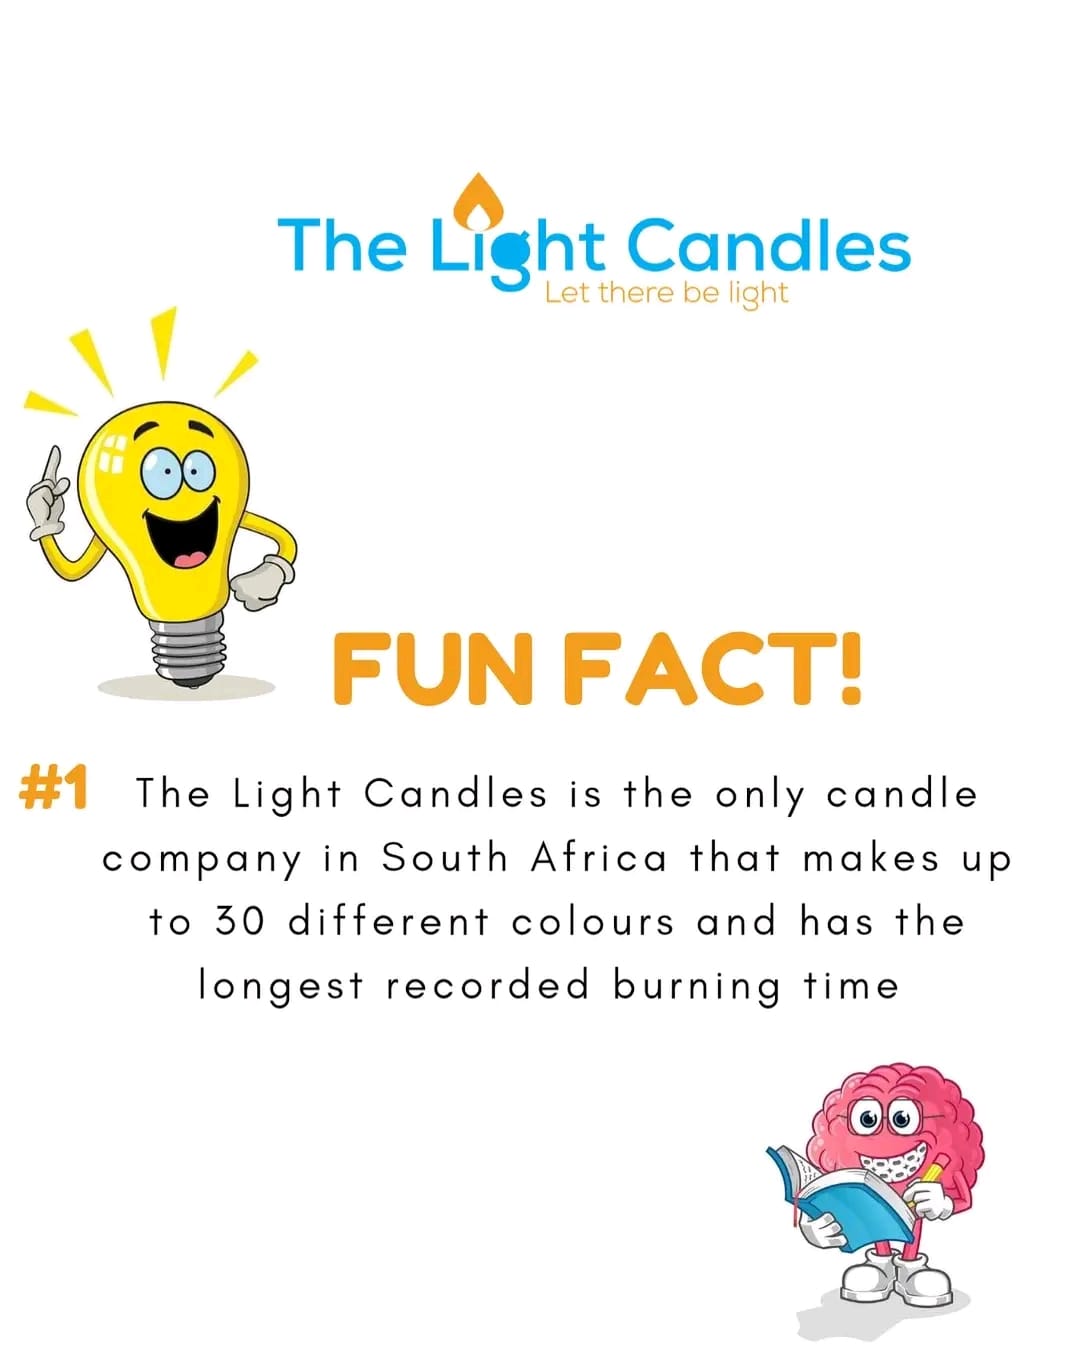 The Light Candles
Let there be light
FUN FACT!
#1 The Light Candles is the only candle
company in South Africa that makes up
to 30 different colours and has the
longest recorded burning time